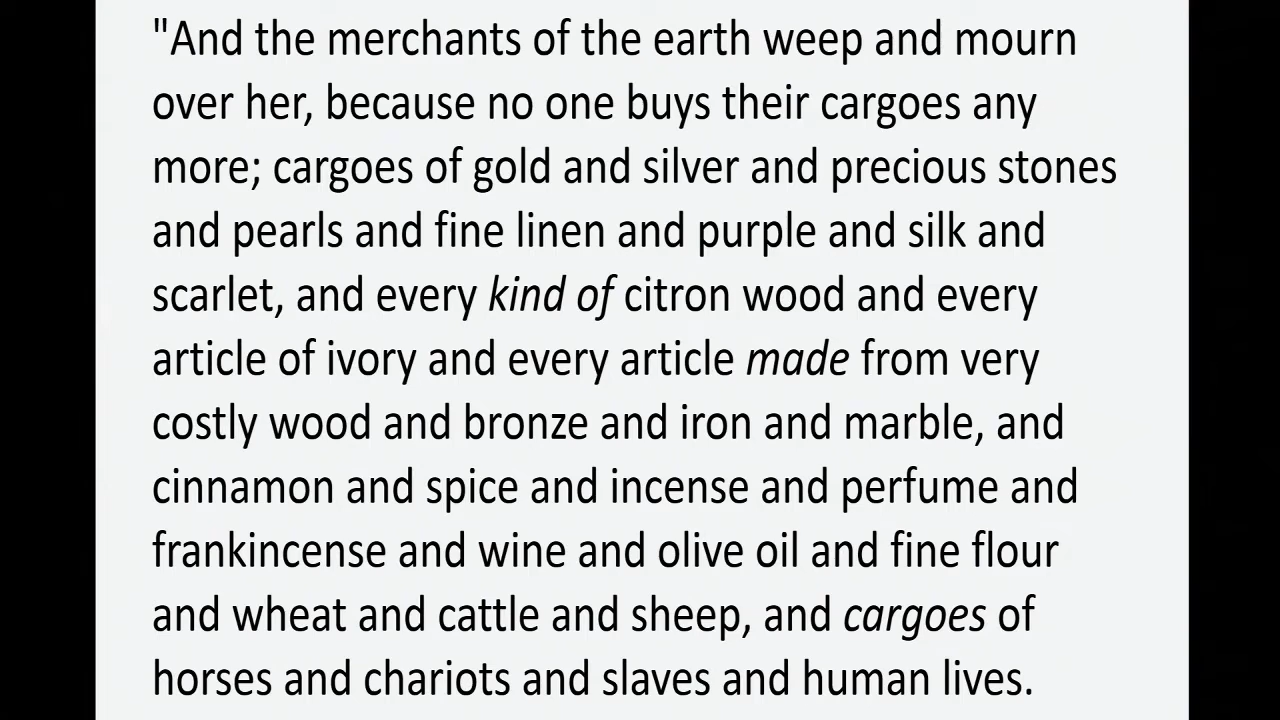 "And the merchants of the earth weep and mourn
over her, because no one buys their cargoes any
more; cargoes of gold and silver and precious stones
and pearls and fine linen and purple and silk and
scarlet, and every kind of citron wood and every
article of ivory and every article made from very
costly wood and bronze and iron and marble, and
cinnamon and spice and incense and perfume and
frankincense and wine and olive oil and fine flour
and wheat and cattle and sheep, and cargoes of
horses and chariots and slaves and human lives.